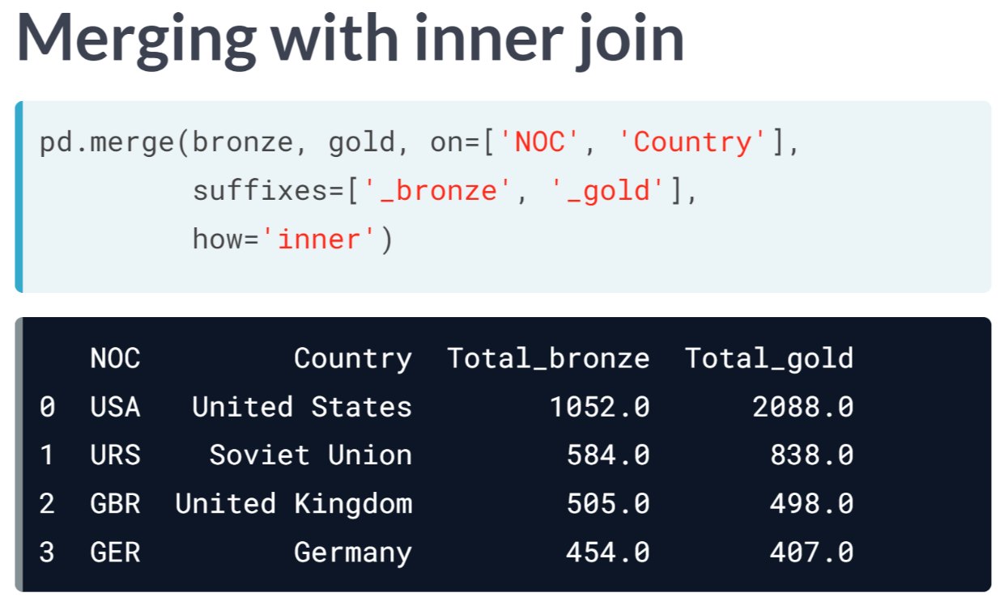 Merging with inner join
pd.merge(bronze, gold, on=['NOC', 'Country'],
         suffixes=['_bronze', '_gold'],
         how='inner')
   NOC         Country  Total_bronze  Total_gold
0  USA   United States        1052.0      2088.0
1  URS    Soviet Union         584.0       838.0
2  GBR  United Kingdom         505.0       498.0
3  GER         Germany         454.0       407.0